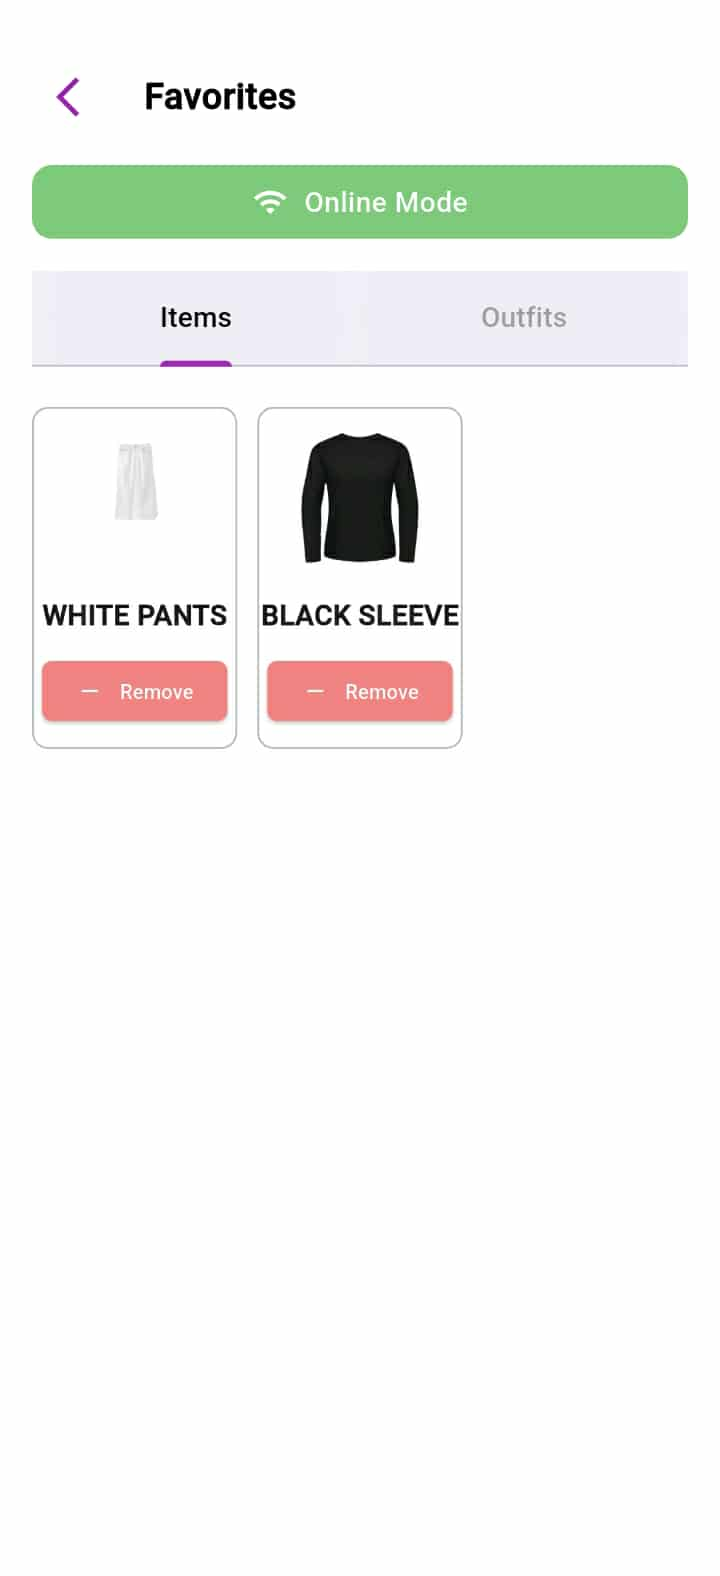 Favorites
Online Mode
Items
Outfits
WHITE PANTS
BLACK SLEEVE
Remove
Remove